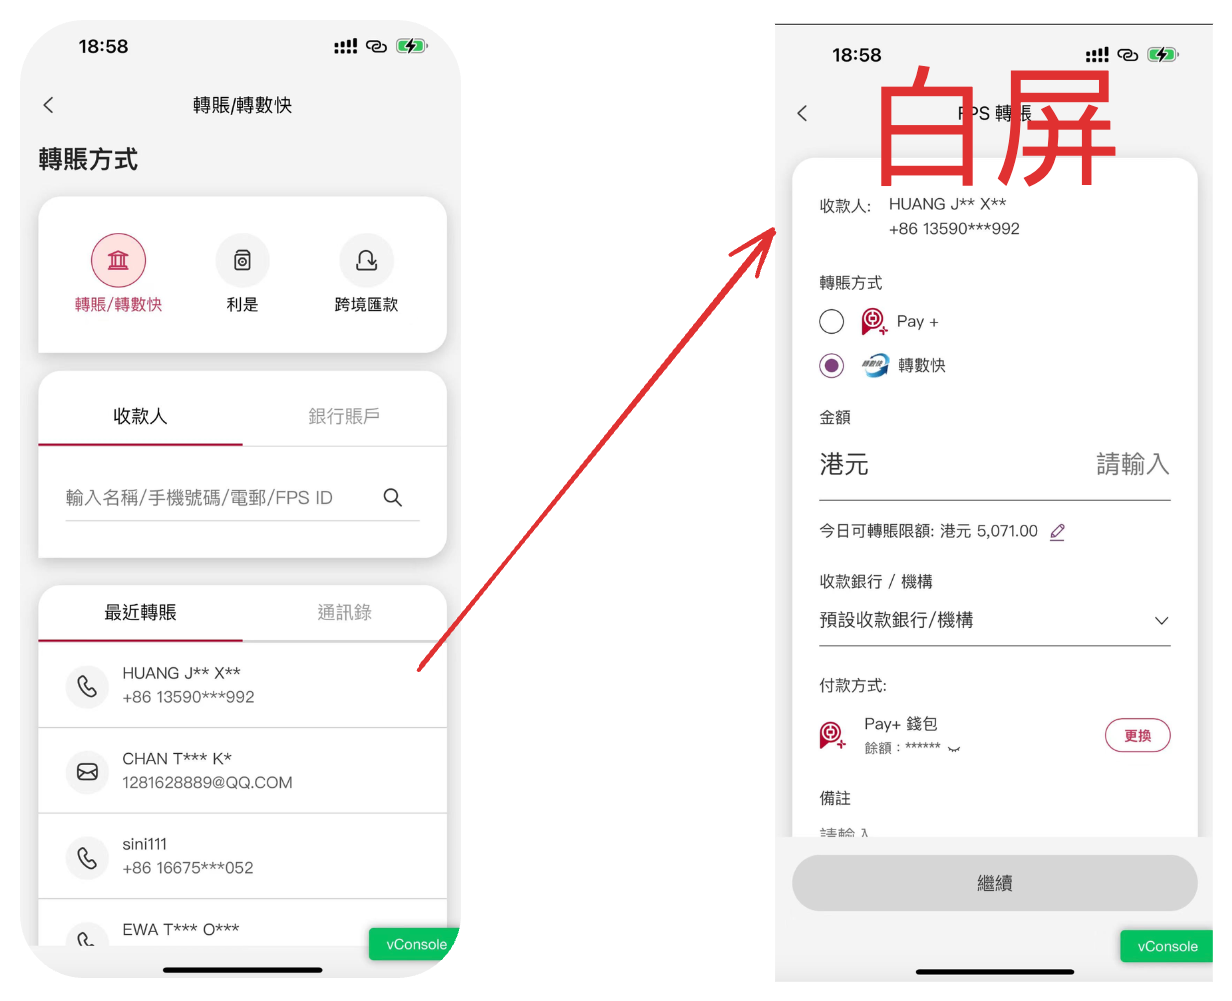 18:58
轉賬/轉數快
轉賬方式
轉賬/轉數快
利是
跨境匯款
收款人
銀行賬戶
輸入名稱/手機號碼/電郵/FPS ID
最近轉賬
通訊錄
HUANG J** X**
+86 13590***992
CHAN T*** K*
1281628889@QQ.COM
sini111
+86 16675***052
EWA T*** O***
vConsole
18:58
白屏
FPS 轉賬
收款人: HUANG J** X**
+86 13590***992
轉賬方式
Pay +
轉數快
金額
港元 請輸入
今日可轉賬限額: 港元 5,071.00
收款銀行 / 機構
預設收款銀行/機構
付款方式:
Pay+ 錢包
餘額：******
更換
備註
請輸入
繼續
vConsole